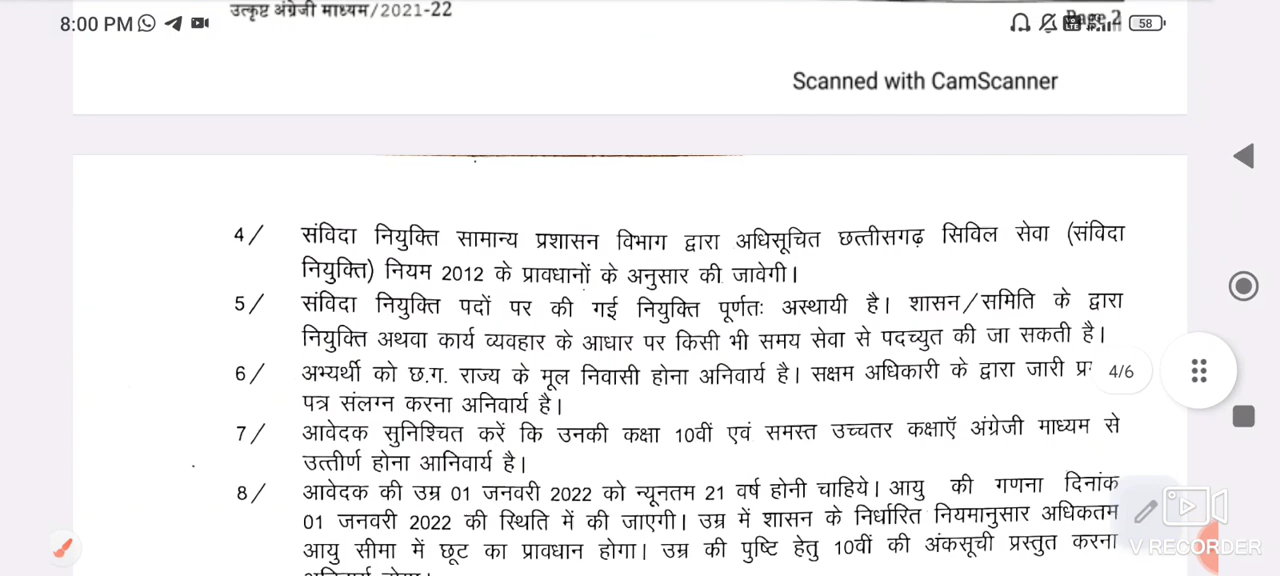 उत्कृष्ट अंग्रेजी माध्यम/2021-22
8:00 PM
Page 2
58
Scanned with CamScanner
4/ संविदा नियुक्ति सामान्य प्रशासन विभाग द्वारा अधिसूचित छत्तीसगढ़ सिविल सेवा (संविदा
नियुक्ति) नियम 2012 के प्रावधानों के अनुसार की जावेगी।
5/ संविदा नियुक्ति पदों पर की गई नियुक्ति पूर्णतः अस्थायी है। शासन/समिति के द्वारा
नियुक्ति अथवा कार्य व्यवहार के आधार पर किसी भी समय सेवा से पदच्युत की जा सकती है।
6/ अभ्यर्थी को छ.ग. राज्य के मूल निवासी होना अनिवार्य है। सक्षम अधिकारी के द्वारा जारी
4/6
पत्र संलग्न करना अनिवार्य है।
7/ आवेदक सुनिश्चित करें कि उनकी कक्षा 10वीं एवं समस्त उच्चतर कक्षाऍ अंग्रेजी माध्यम से
उत्तीर्ण होना आनिवार्य है।
8/ आवेदक की उम्र 01 जनवरी 2022 को न्यूनतम 21 वर्ष होनी चाहिये। आयु की गणना दिनांक
01 जनवरी 2022 की स्थिति में की जाएगी। उम्र में शासन के निर्धारित नियमानुसार अधिकतम
आयु सीमा में छूट का प्रावधान होगा। उम्र की पुष्टि हेतु 10वीं की अंकसूची प्रस्तुत करना
V RECORDER